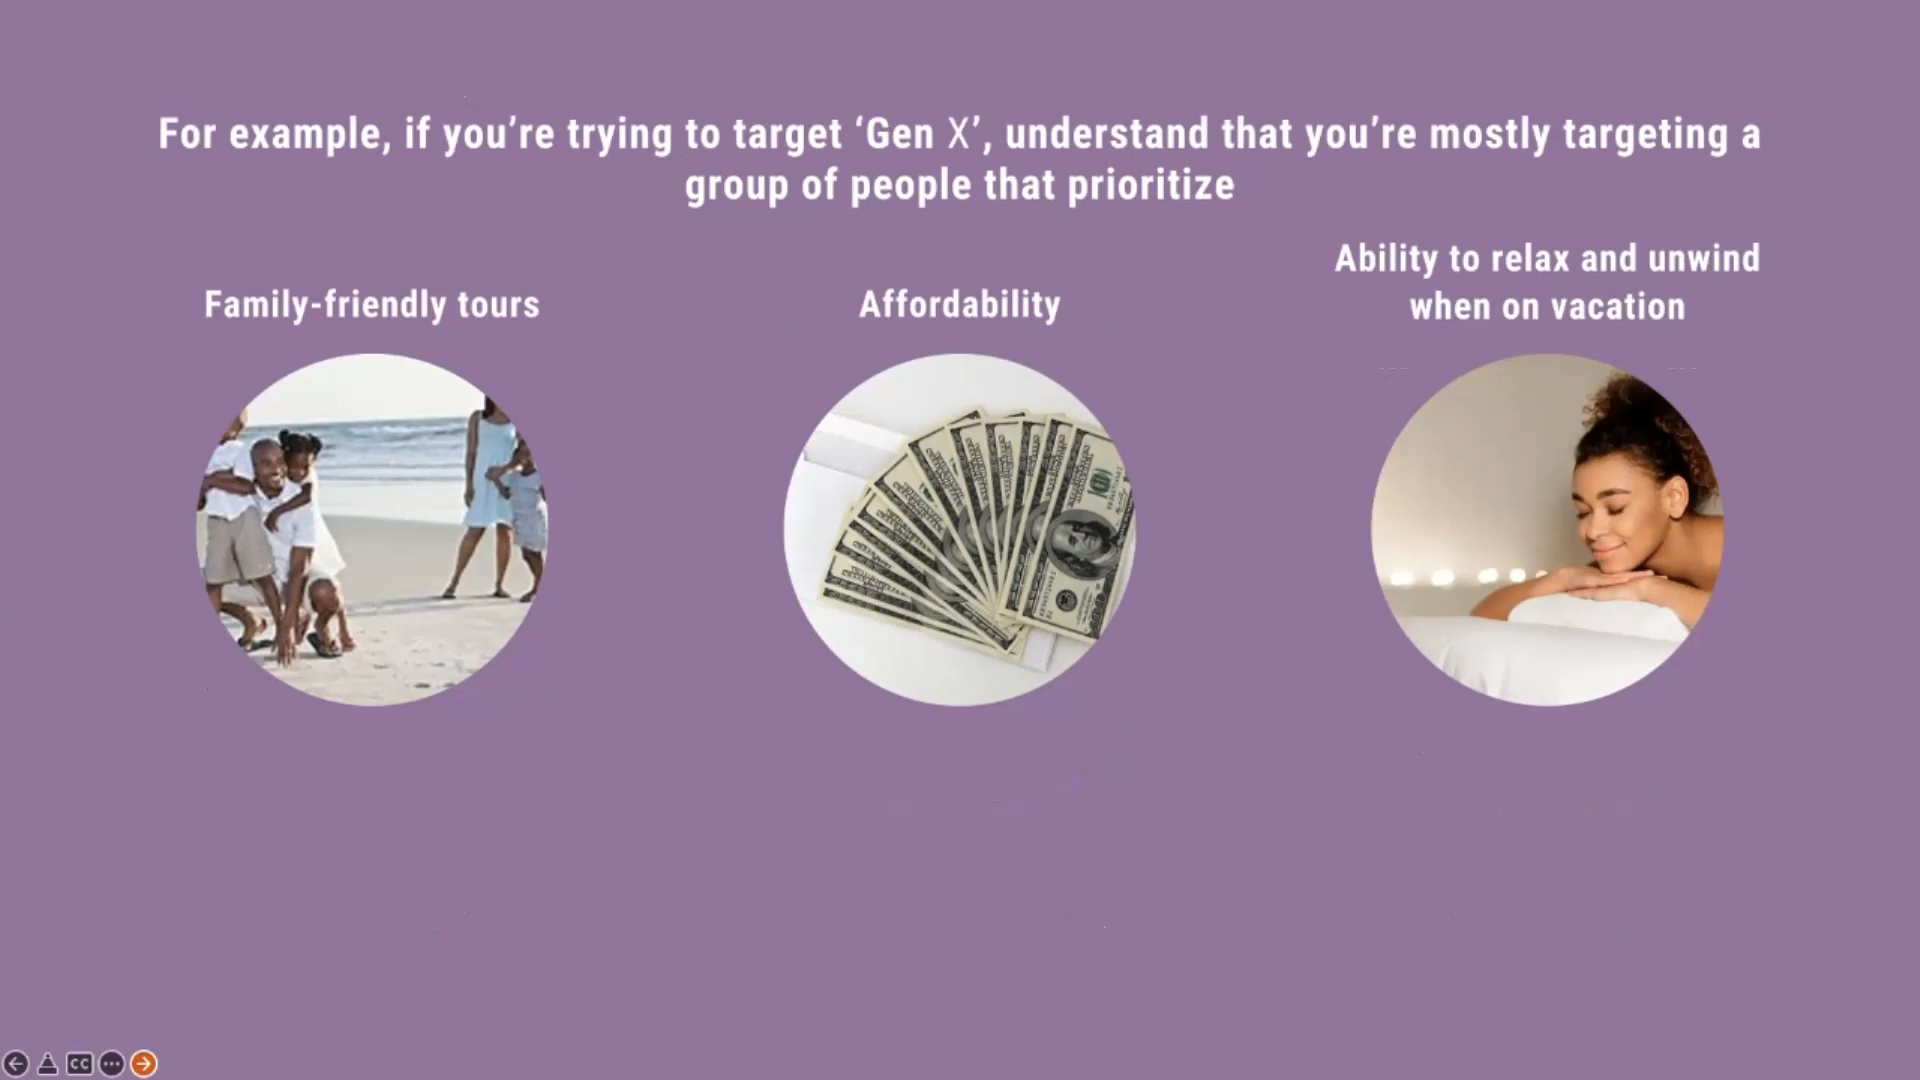 For example, if you’re trying to target ‘Gen X’, understand that you’re mostly targeting a
group of people that prioritize
Family-friendly tours
Affordability
Ability to relax and unwind
when on vacation
CC